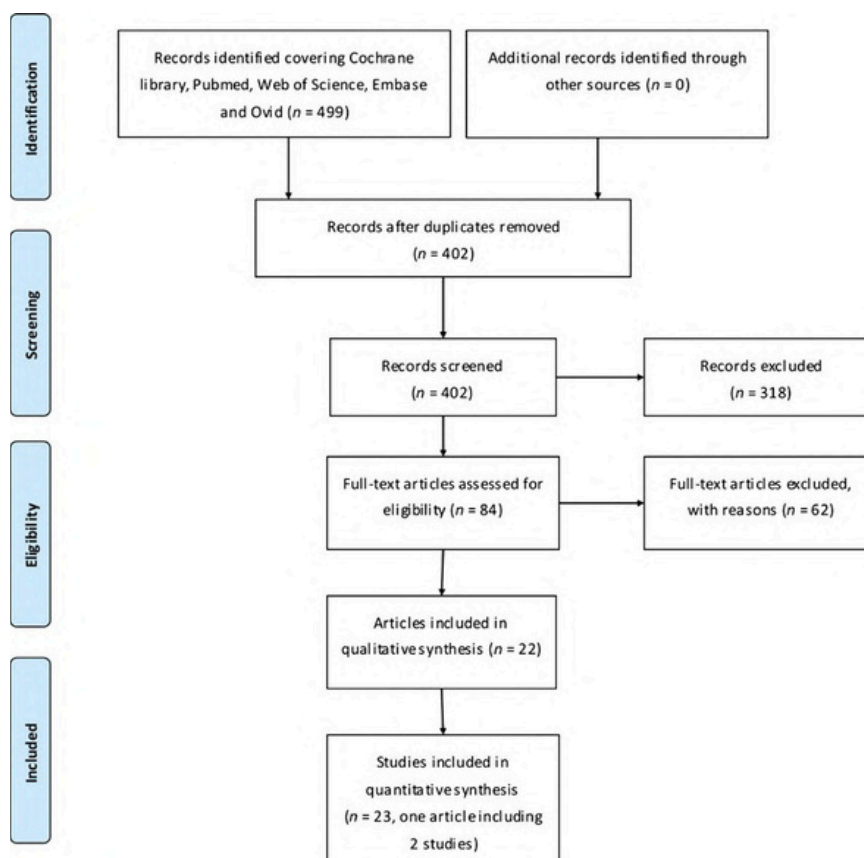 Identification
Records identified covering Cochrane
library, Pubmed, Web of Science, Embase
and Ovid (n = 499)
Additional records identified through
other sources (n = 0)
Records after duplicates removed
(n = 402)
Screening
Records screened
(n = 402)
Records excluded
(n = 318)
Eligibility
Full-text articles assessed for
eligibility (n = 84)
Full-text articles excluded,
with reasons (n = 62)
Articles included in
qualitative synthesis (n = 22)
Included
Studies included in
quantitative synthesis
(n = 23, one article including
2 studies)